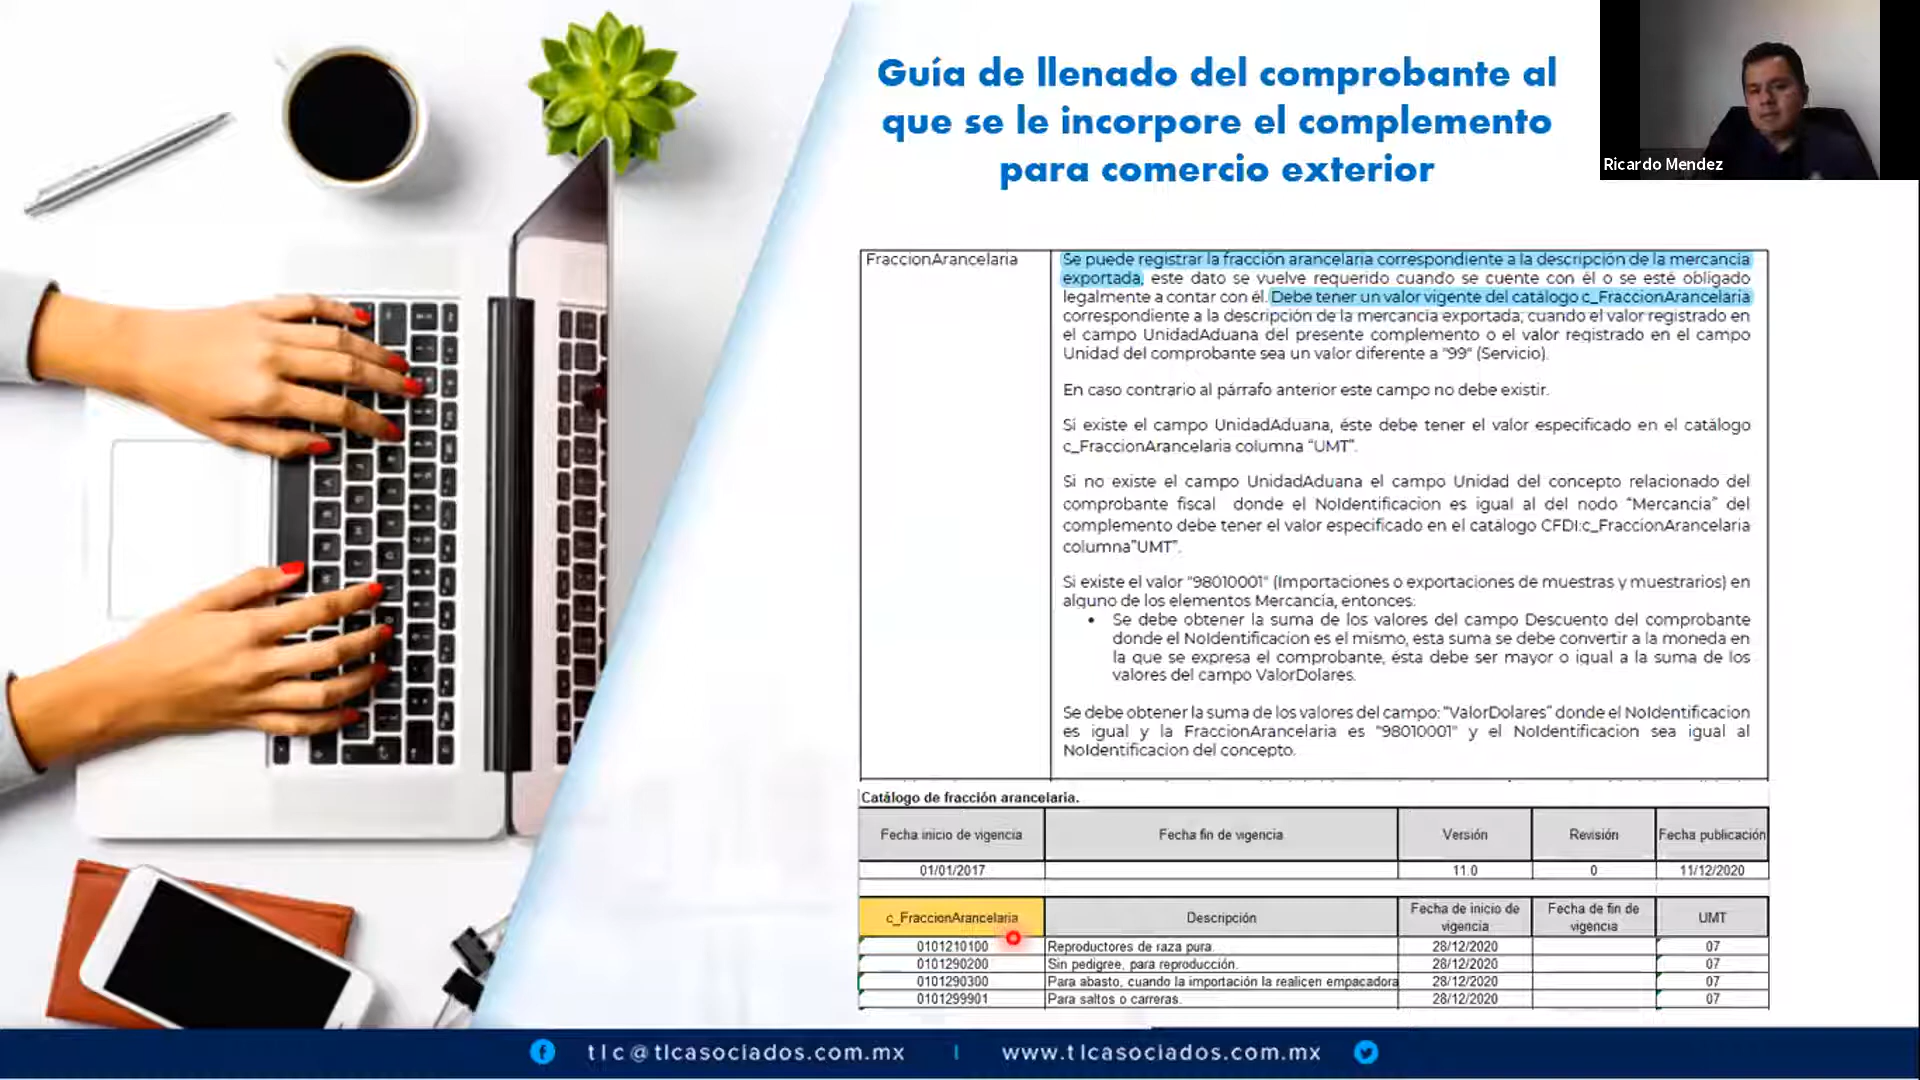 Guía de llenado del comprobante al
que se le incorpore el complemento
para comercio exterior
Ricardo Mendez
FraccionArancelaria
Se puede registrar la fracción arancelaria correspondiente a la descripción de la mercancía
exportada, este dato se vuelve requerido cuando se cuente con él o se esté obligado
legalmente a contar con él. Debe tener un valor vigente del catálogo c_FraccionArancelaria
correspondiente a la descripción de la mercancía exportada, cuando el valor registrado en
el campo UnidadAduana del presente complemento o el valor registrado en el campo
Unidad del comprobante sea un valor diferente a "99" (Servicio).
En caso contrario al párrafo anterior este campo no debe existir.
Si existe el campo UnidadAduana, éste debe tener el valor especificado en el catálogo
c_FraccionArancelaria columna "UMT".
Si no existe el campo UnidadAduana el campo Unidad del concepto relacionado del
comprobante fiscal donde el NoIdentificacion es igual al del nodo "Mercancia" del
complemento debe tener el valor especificado en el catálogo CFDI:c_FraccionArancelaria
columna"UMT".
Si existe el valor "98010001" (Importaciones o exportaciones de muestras y muestrarios) en
alguno de los elementos Mercancía, entonces:
• Se debe obtener la suma de los valores del campo Descuento del comprobante
donde el NoIdentificacion es el mismo, esta suma se debe convertir a la moneda en
la que se expresa el comprobante, ésta debe ser mayor o igual a la suma de los
valores del campo ValorDolares.
Se debe obtener la suma de los valores del campo: "ValorDolares" donde el NoIdentificacion
es igual y la FraccionArancelaria es "98010001" y el NoIdentificacion sea igual al
NoIdentificacion del concepto.
Catálogo de fracción arancelaria.
Fecha inicio de vigencia Fecha fin de vigencia Versión Revisión Fecha publicación
01/01/2017 11.0 0 11/12/2020
c_FraccionArancelaria Descripción Fecha de inicio de vigencia Fecha de fin de vigencia UMT
0101210100 Reproductores de raza pura. 28/12/2020 07
0101290200 Sin pedigree, para reproducción. 28/12/2020 07
0101290300 Para abasto, cuando la importación la realicen empacadora 28/12/2020 07
0101299901 Para saltos o carreras. 28/12/2020 07
tlc@tlcasociados.com.mx | www.tlcasociados.com.mx